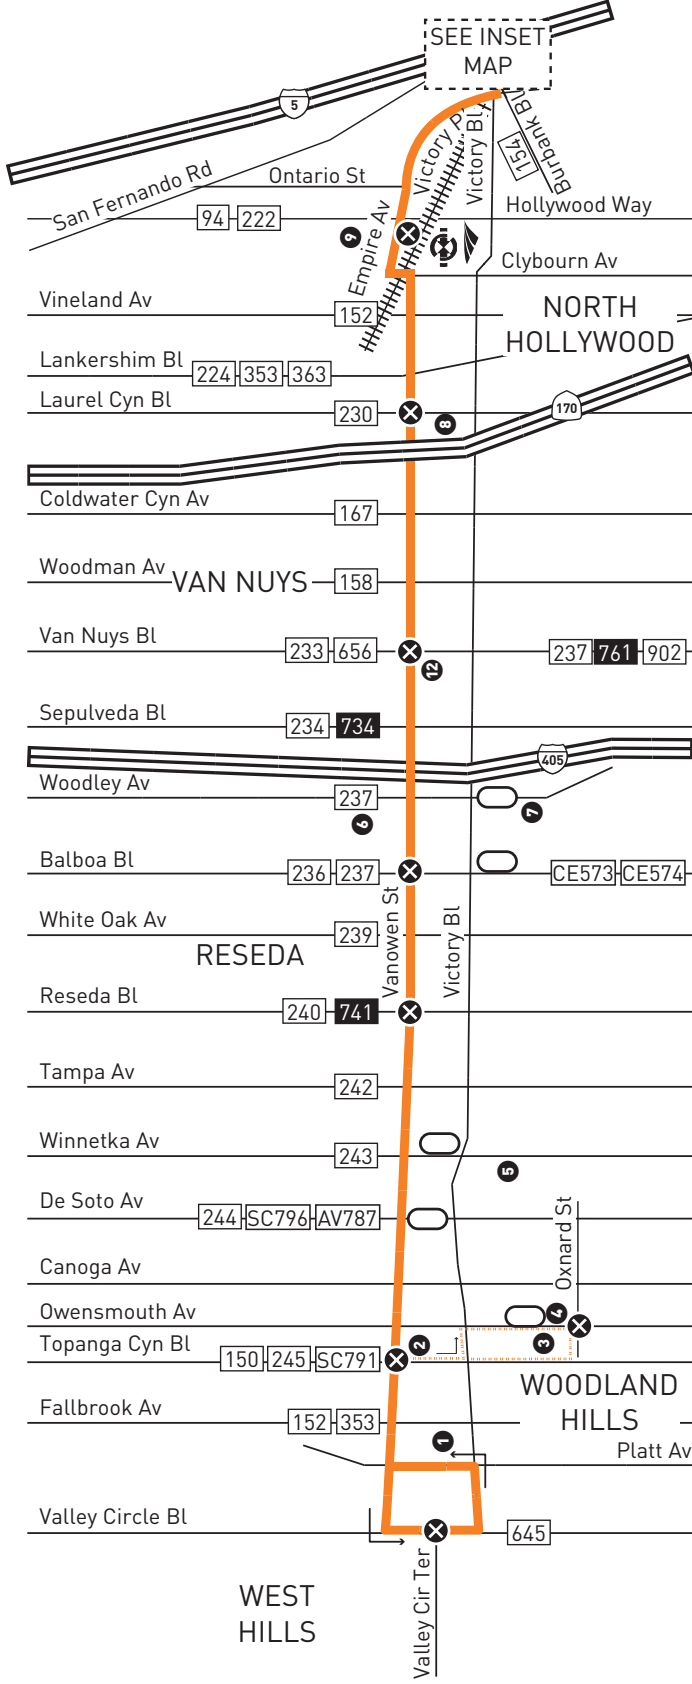 SEE INSET
MAP
5
Victory Pl
Victory Bl
Burbank Bl
154
San Fernando Rd
Ontario St
Hollywood Way
94 222
9
Empire Av
Clybourn Av
Vineland Av
152
NORTH
HOLLYWOOD
Lankershim Bl
224 353 363
Laurel Cyn Bl
230
8
170
Coldwater Cyn Av
167
Woodman Av
VAN NUYS
158
Van Nuys Bl
233 656
237 761 902
12
Sepulveda Bl
234 734
405
Woodley Av
237
7
6
Balboa Bl
236 237
CE573 CE574
Vanowen St
Victory Bl
White Oak Av
239
RESEDA
Reseda Bl
240 741
Tampa Av
242
Winnetka Av
243
5
De Soto Av
244 SC796 AV787
Oxnard St
Canoga Av
Owensmouth Av
4
Topanga Cyn Bl
2
3
150 245 SC791
WOODLAND
HILLS
Fallbrook Av
152 353
1
Platt Av
Valley Circle Bl
645
Valley Cir Ter
WEST
HILLS